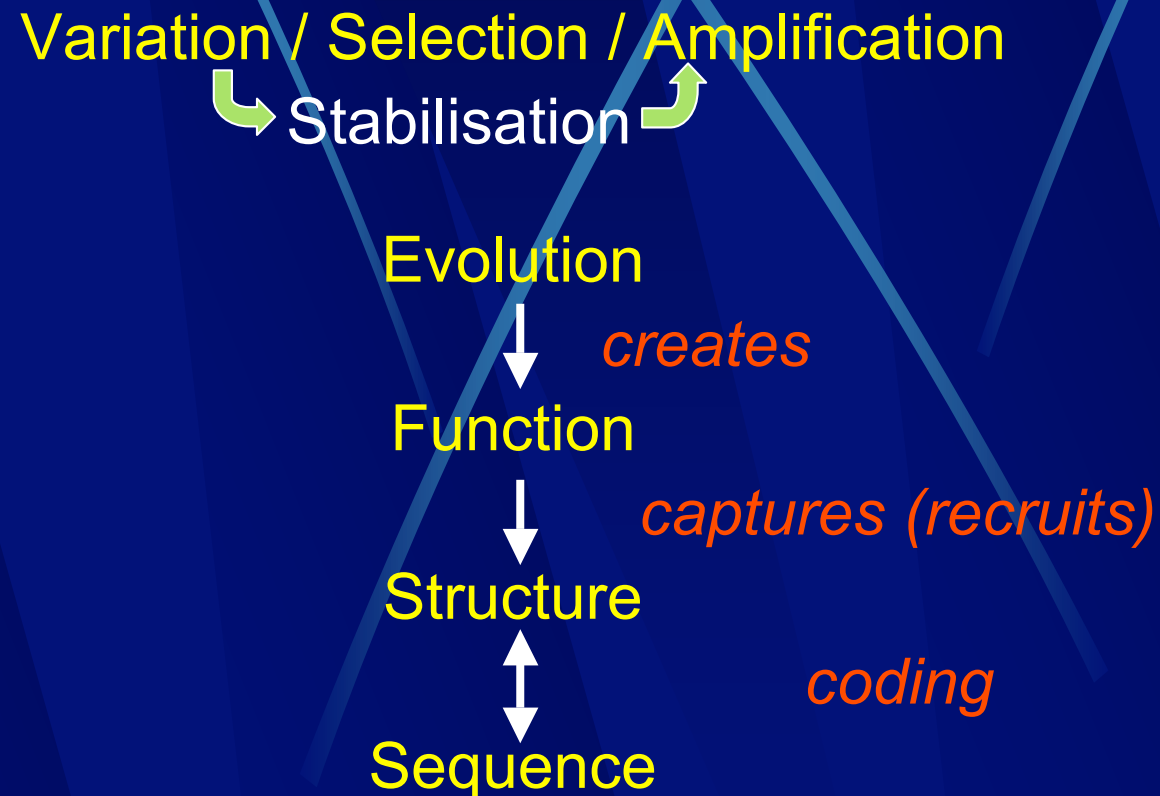 Variation / Selection / Amplification
Stabilisation
Evolution
creates
Function
captures (recruits)
Structure
coding
Sequence